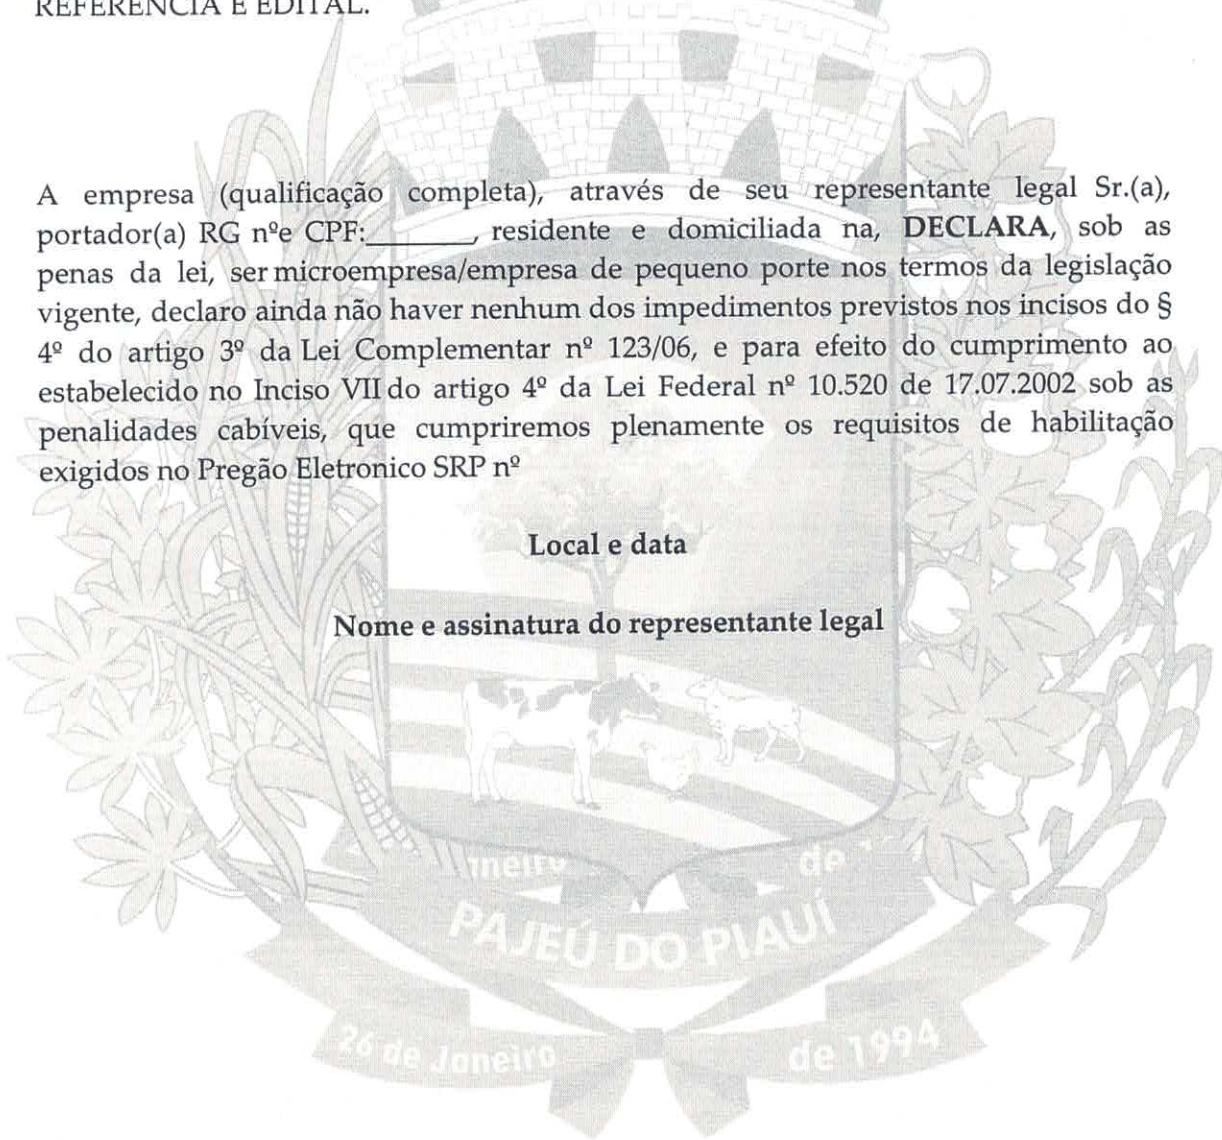 REFERÊNCIA E EDITAL.
A empresa (qualificação completa), através de seu representante legal Sr.(a),
portador(a) RG nºe CPF:________, residente e domiciliada na, DECLARA, sob as
penas da lei, ser microempresa/empresa de pequeno porte nos termos da legislação
vigente, declaro ainda não haver nenhum dos impedimentos previstos nos incisos do §
4º do artigo 3º da Lei Complementar nº 123/06, e para efeito do cumprimento ao
estabelecido no Inciso VII do artigo 4º da Lei Federal nº 10.520 de 17.07.2002 sob as
penalidades cabíveis, que cumpriremos plenamente os requisitos de habilitação
exigidos no Pregão Eletronico SRP nº
Local e data
Nome e assinatura do representante legal
de
PAJEÚ DO PIAUÍ
26 de Janeiro de 1994